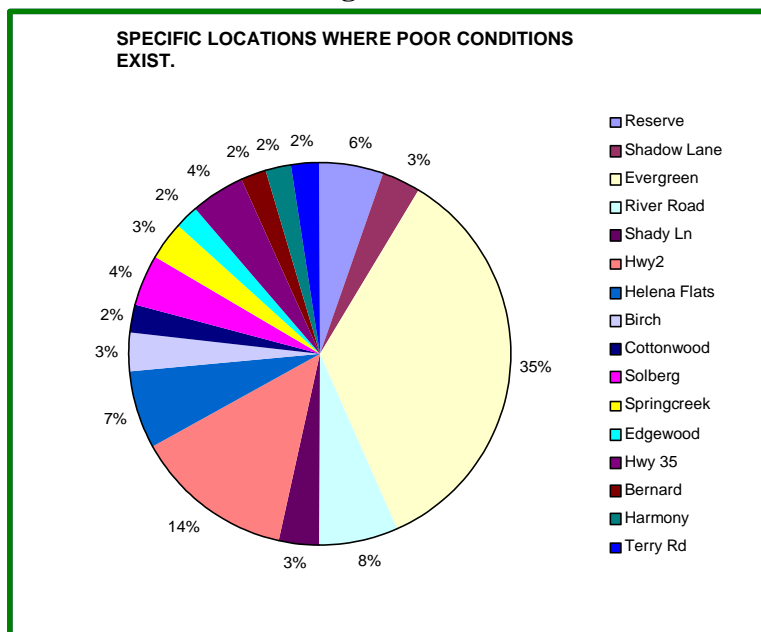 SPECIFIC LOCATIONS WHERE POOR CONDITIONS
EXIST.
6%
3%
35%
8%
3%
14%
7%
3%
2%
4%
3%
2%
4%
2%
2%
2%
Reserve
Shadow Lane
Evergreen
River Road
Shady Ln
Hwy2
Helena Flats
Birch
Cottonwood
Solberg
Springcreek
Edgewood
Hwy 35
Bernard
Harmony
Terry Rd